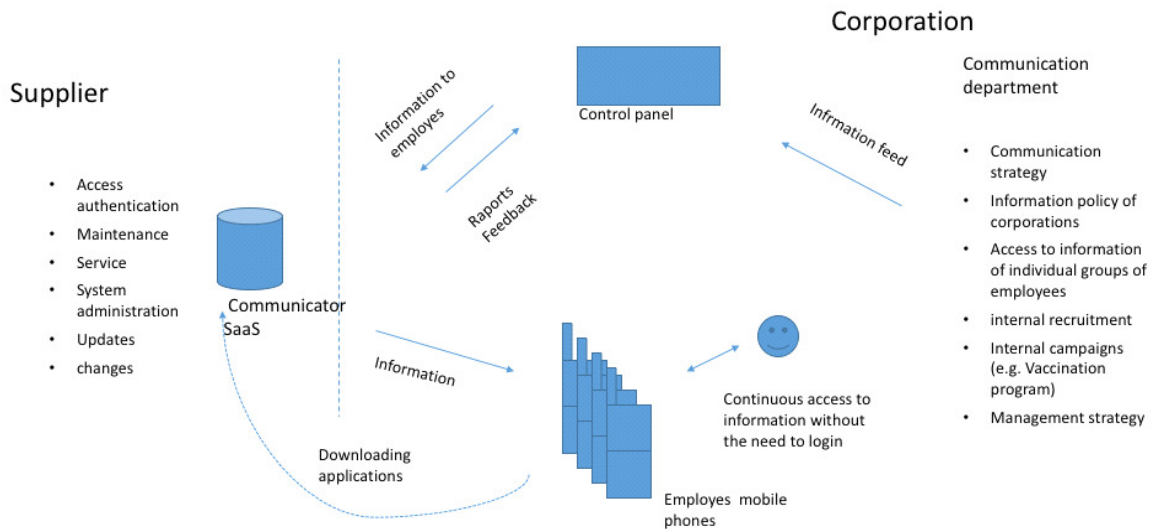 Corporation
Supplier
Communication
department
Control panel
Information to
employes
Raports
Feedback
Infrmation feed
• Access
authentication
• Maintenance
• Service
• System
administration
• Updates
• changes
Communicator
SaaS
• Communication
strategy
• Information policy of
corporations
• Access to information
of individual groups of
employees
• internal recruitment
• Internal campaigns
(e.g. Vaccination
program)
• Management strategy
Information
Continuous access to
information without
the need to login
Downloading
applications
Employes mobile
phones